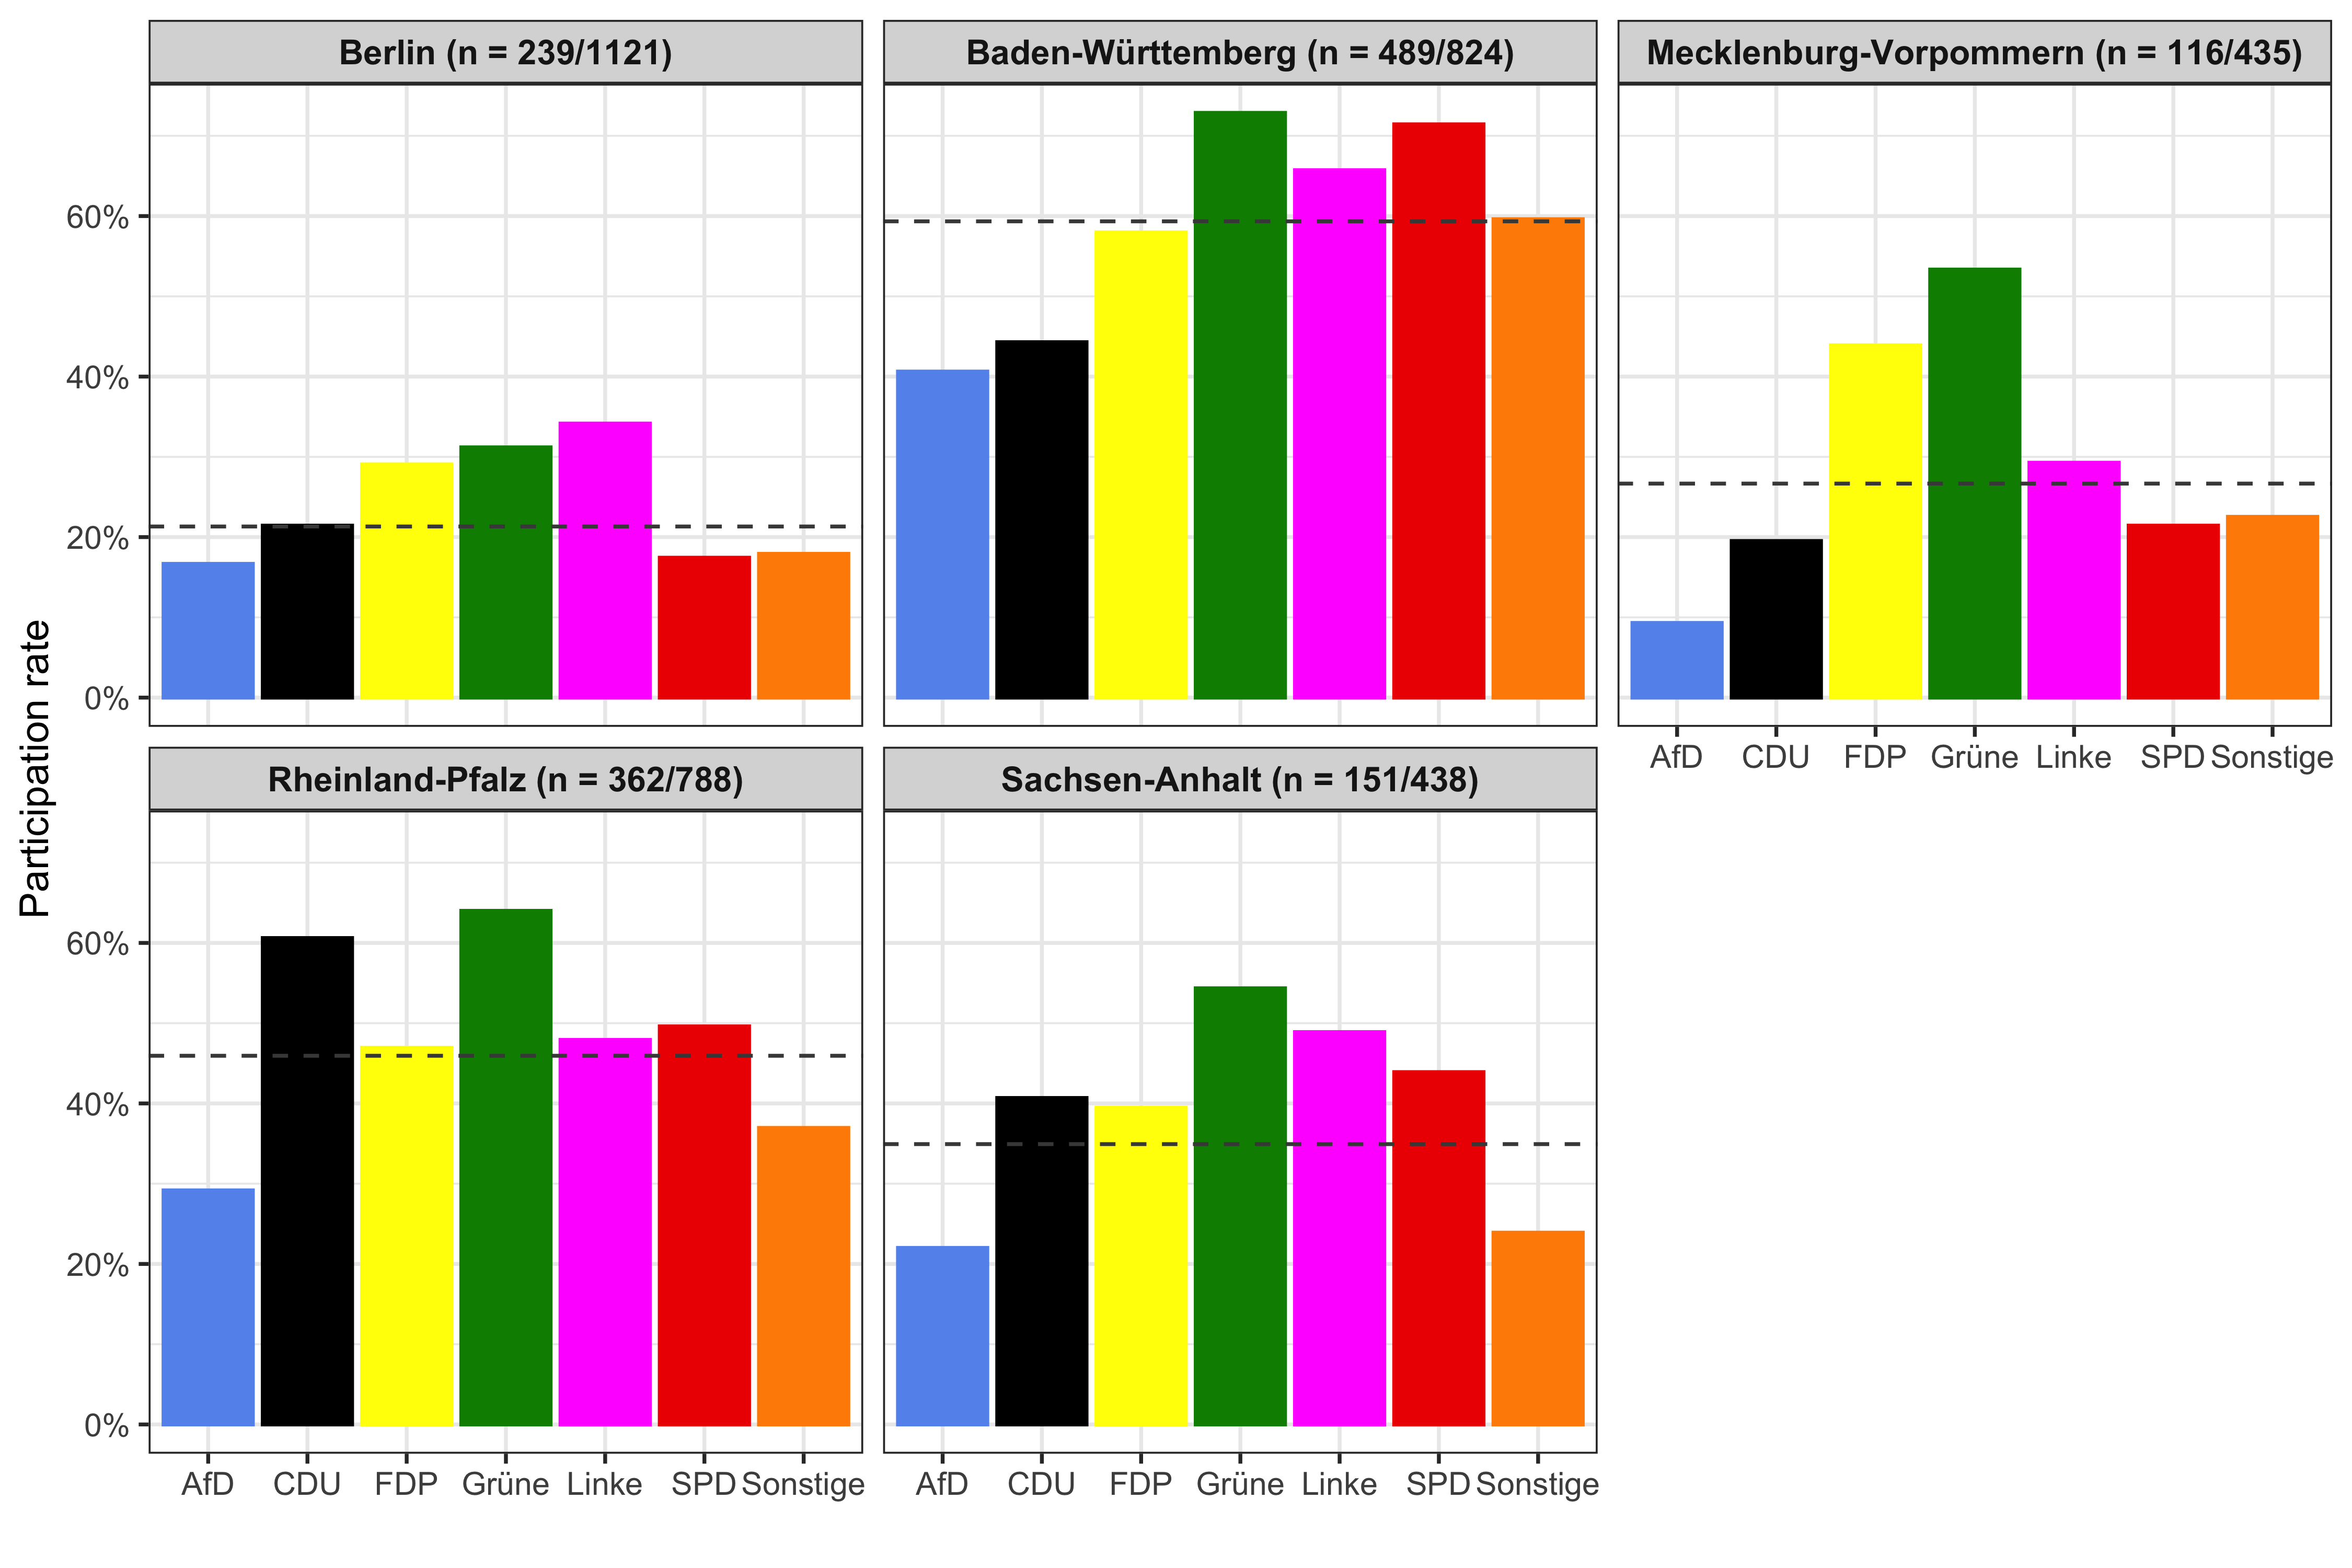 Berlin (n = 239/1121)
Baden-Württemberg (n = 489/824)
Mecklenburg-Vorpommern (n = 116/435)
60%
40%
20%
0%
AfD CDU FDP Grüne Linke SPD Sonstige
Participation rate
Rheinland-Pfalz (n = 362/788)
Sachsen-Anhalt (n = 151/438)
60%
40%
20%
0%
AfD CDU FDP Grüne Linke SPD Sonstige
AfD CDU FDP Grüne Linke SPD Sonstige